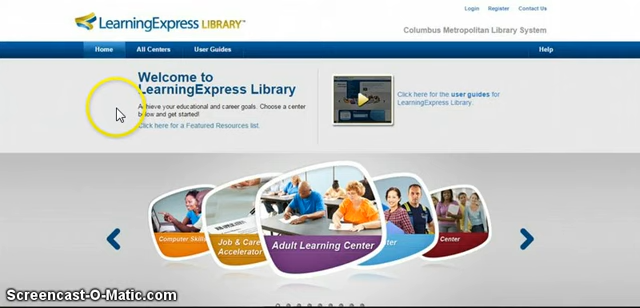 LearningExpress LIBRARY™
Login Register Contact Us
Columbus Metropolitan Library System
Home All Centers User Guides Help
Welcome to
LearningExpress Library
Achieve your educational and career goals. Choose a center
below and get started!
Click here for a Featured Resources list.
Click here for the user guides for
LearningExpress Library.
Computer Skills
Job & Care
Accelerator
Adult Learning Center
ter
Center
Screencast-O-Matic.com